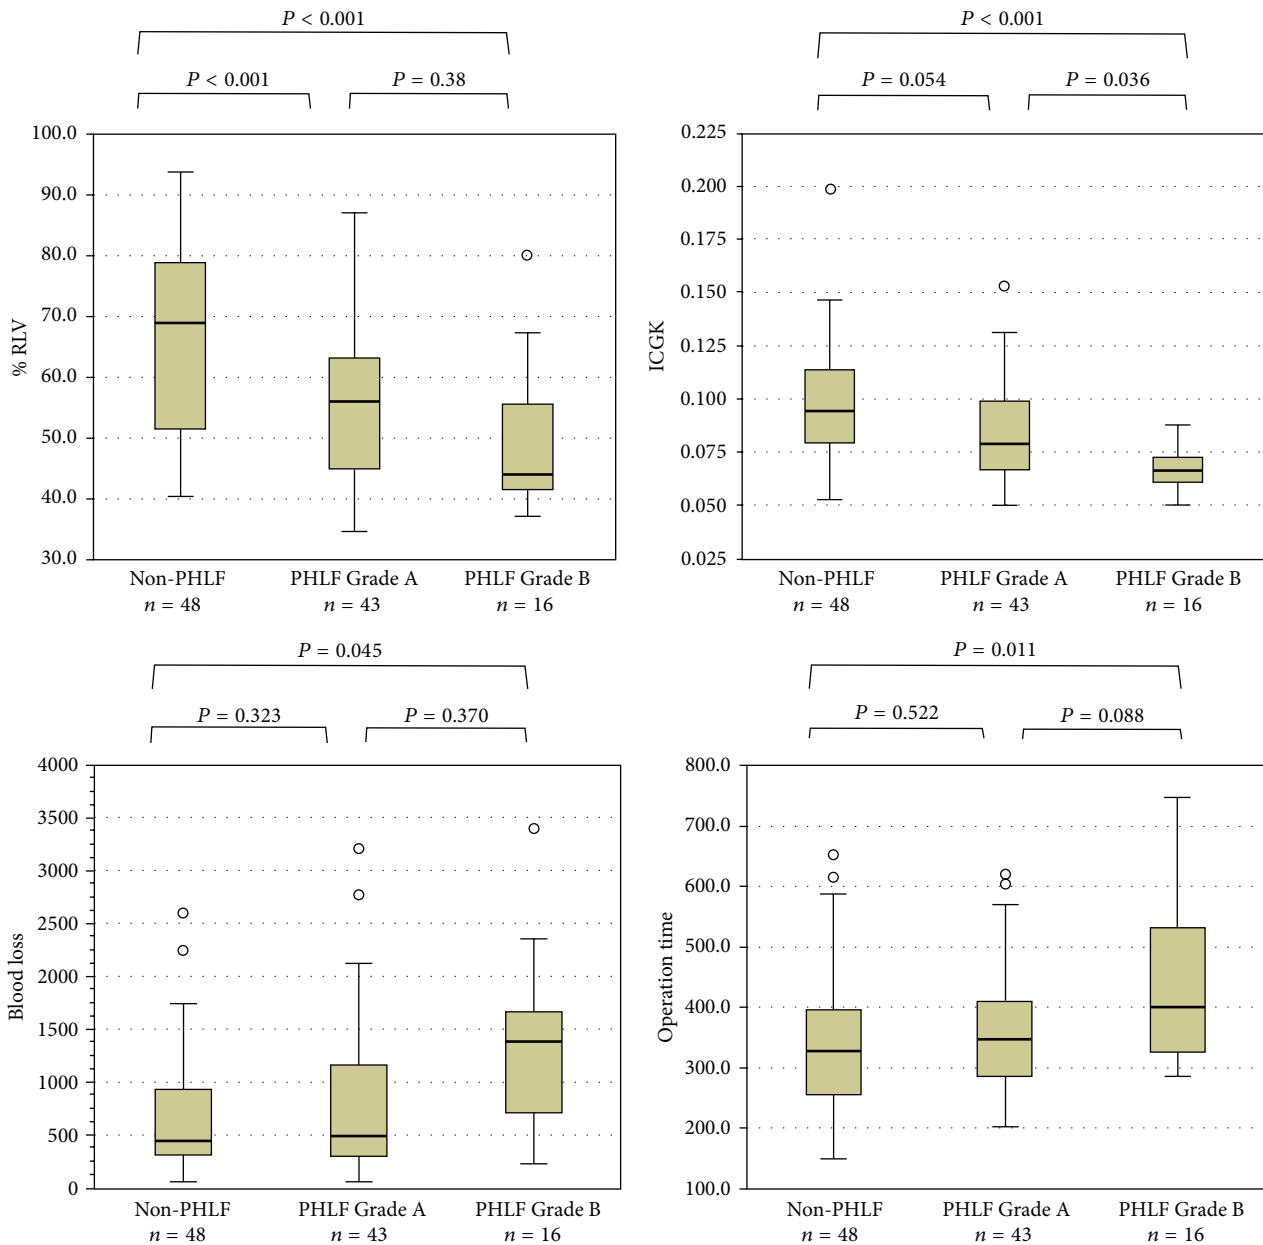 P < 0.001
P < 0.001
P = 0.38
100.0
90.0
80.0
70.0
60.0
50.0
40.0
30.0
% RLV
Non-PHLF
n = 48
PHLF Grade A
n = 43
PHLF Grade B
n = 16
P < 0.001
P = 0.054
P = 0.036
0.225
0.200
0.175
0.150
0.125
0.100
0.075
0.050
0.025
ICGK
Non-PHLF
n = 48
PHLF Grade A
n = 43
PHLF Grade B
n = 16
P = 0.045
P = 0.323
P = 0.370
4000
3500
3000
2500
2000
1500
1000
500
0
Blood loss
Non-PHLF
n = 48
PHLF Grade A
n = 43
PHLF Grade B
n = 16
P = 0.011
P = 0.522
P = 0.088
800.0
700.0
600.0
500.0
400.0
300.0
200.0
100.0
Operation time
Non-PHLF
n = 48
PHLF Grade A
n = 43
PHLF Grade B
n = 16